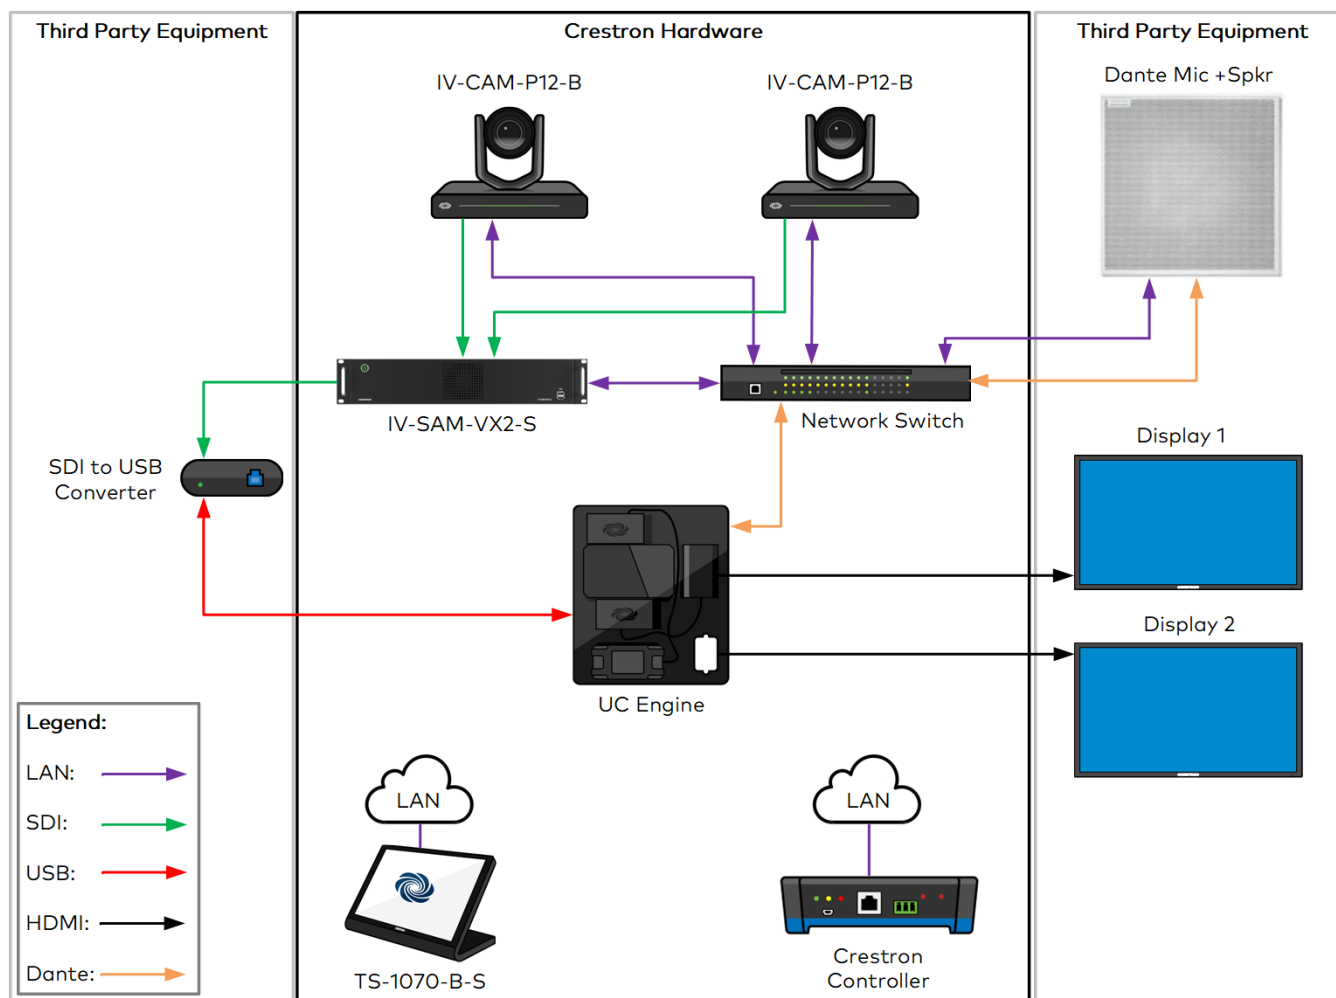 Third Party Equipment
Crestron Hardware
Third Party Equipment
IV-CAM-P12-B
IV-CAM-P12-B
Dante Mic +Spkr
IV-SAM-VX2-S
Network Switch
SDI to USB
Converter
Display 1
UC Engine
Display 2
Legend:
LAN:
SDI:
USB:
HDMI:
Dante:
LAN
TS-1070-B-S
LAN
Crestron
Controller